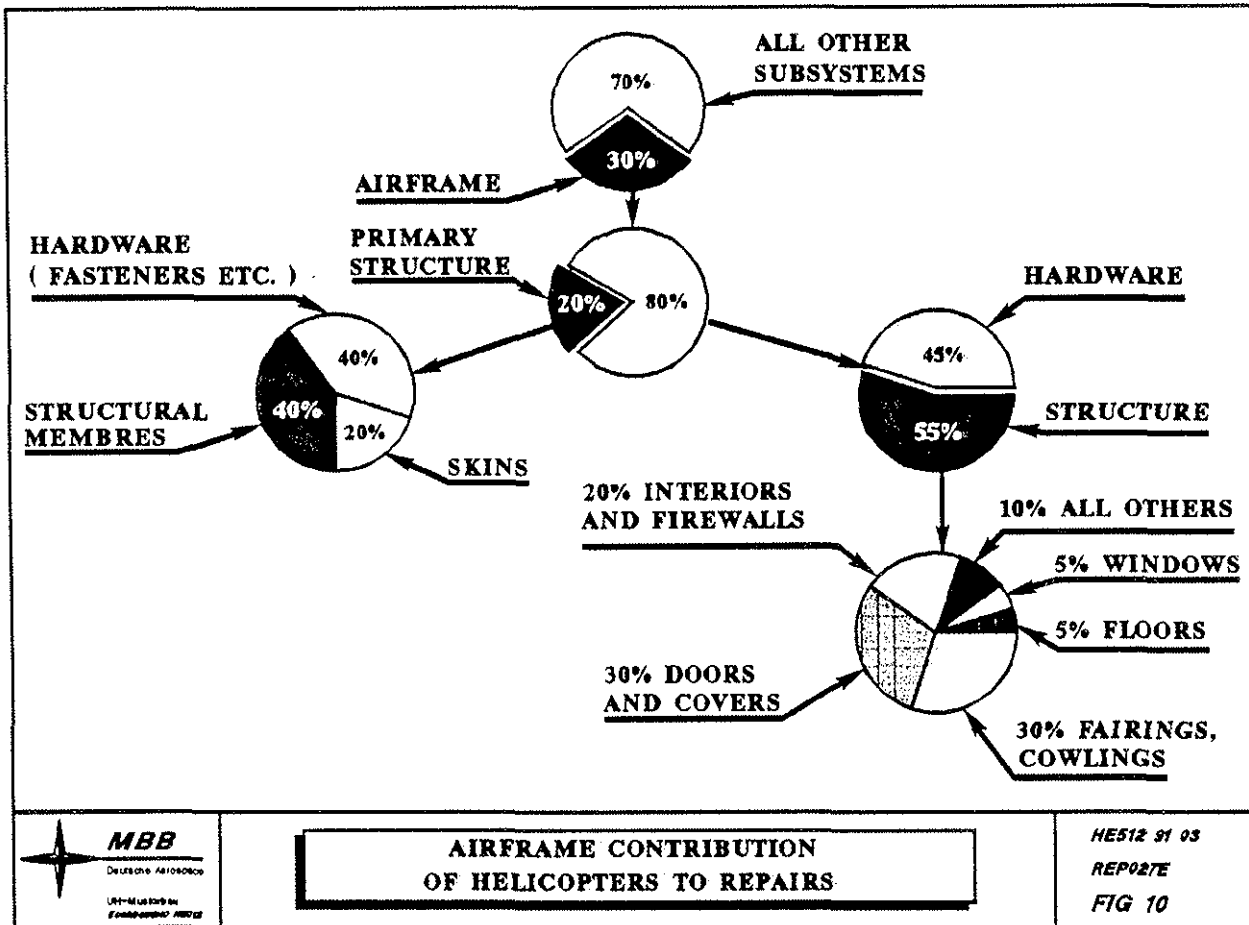 ALL OTHER
SUBSYSTEMS
70%
30%
AIRFRAME
HARDWARE
( FASTENERS ETC. )
PRIMARY
STRUCTURE
20%
80%
HARDWARE
40%
45%
STRUCTURAL
MEMBRES
40%
20%
SKINS
STRUCTURE
55%
20% INTERIORS
AND FIREWALLS
10% ALL OTHERS
5% WINDOWS
5% FLOORS
30% DOORS
AND COVERS
30% FAIRINGS,
COWLINGS
MBB
Deutsche Aerospace
AIRFRAME CONTRIBUTION
OF HELICOPTERS TO REPAIRS
HE512 91 03
REP027E
FIG 10